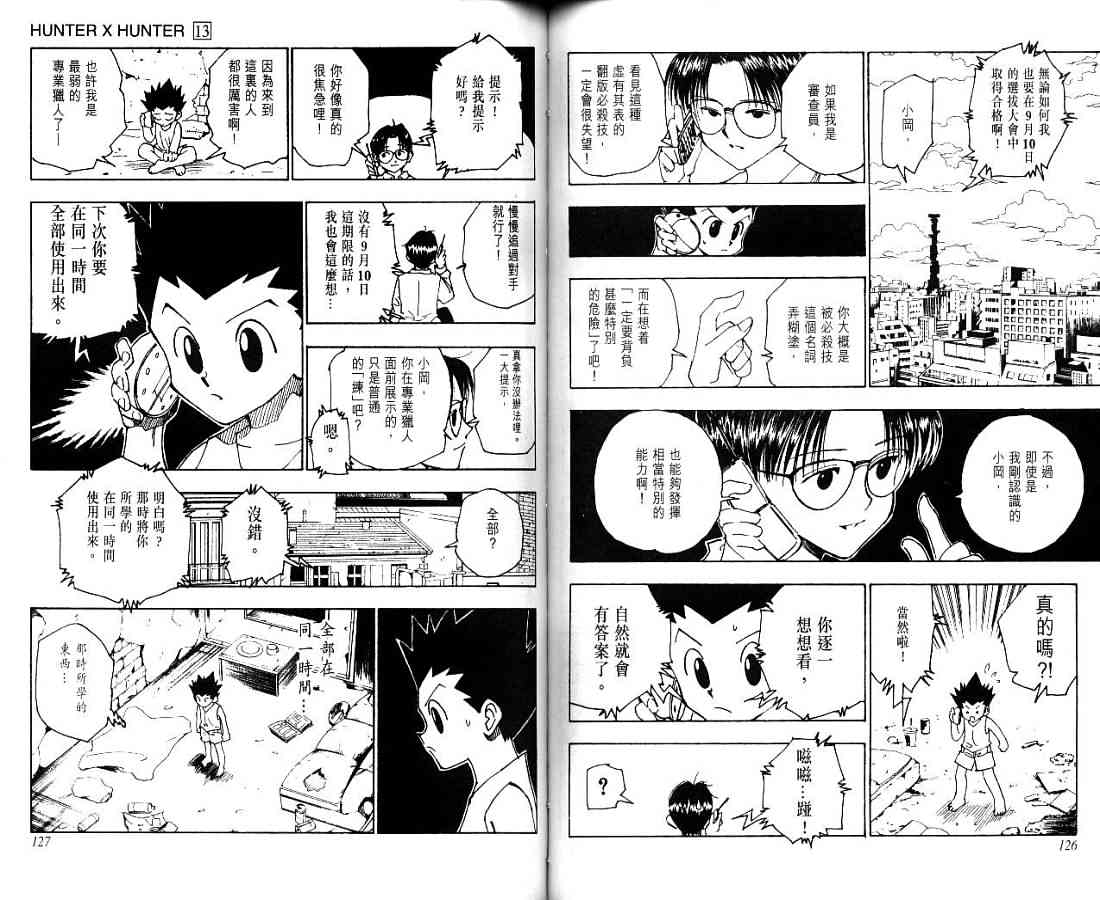 HUNTER X HUNTER 13
無論如何我
也要在9月10日
的選拔大會中
取得合格啊！
小岡，
如果我是
審查員，
看見這種
虛有其表的
翻版必殺技，
一定會很失望！
你大概是
被必殺技
這個名詞
弄糊塗，
而在想着
「一定要背負
甚麼特別
的危險」了吧！
不過，
即使是
我剛認識的
小岡，
也能夠發揮
相當特別的
能力啊！
真的嗎?!
當然啦！
你逐一
想想看，
自然就會
有答案了。
嗞嗞…踫！
？
126
提示！
給我提示
好嗎？
你好像真的
很焦急哩！
因為來到
這裏的人
都很厲害啊！
也許我是
最弱的
專業獵人了—
慢慢追過對手
就行了！
沒有9月10日
這期限的話，
我也會這麼想…
真拿你沒辦法哩。
一大提示，
小岡，
你在專業獵人
面前展示的，
只是普通
的「練」吧？
嗯。
下次你要
在同一時間
全部使用出來。
全部？
沒錯。
明白嗎？
那時將你
所學的
在同一時間
使用出來。
全部在
同一時間…
那時所學的
東西…
127